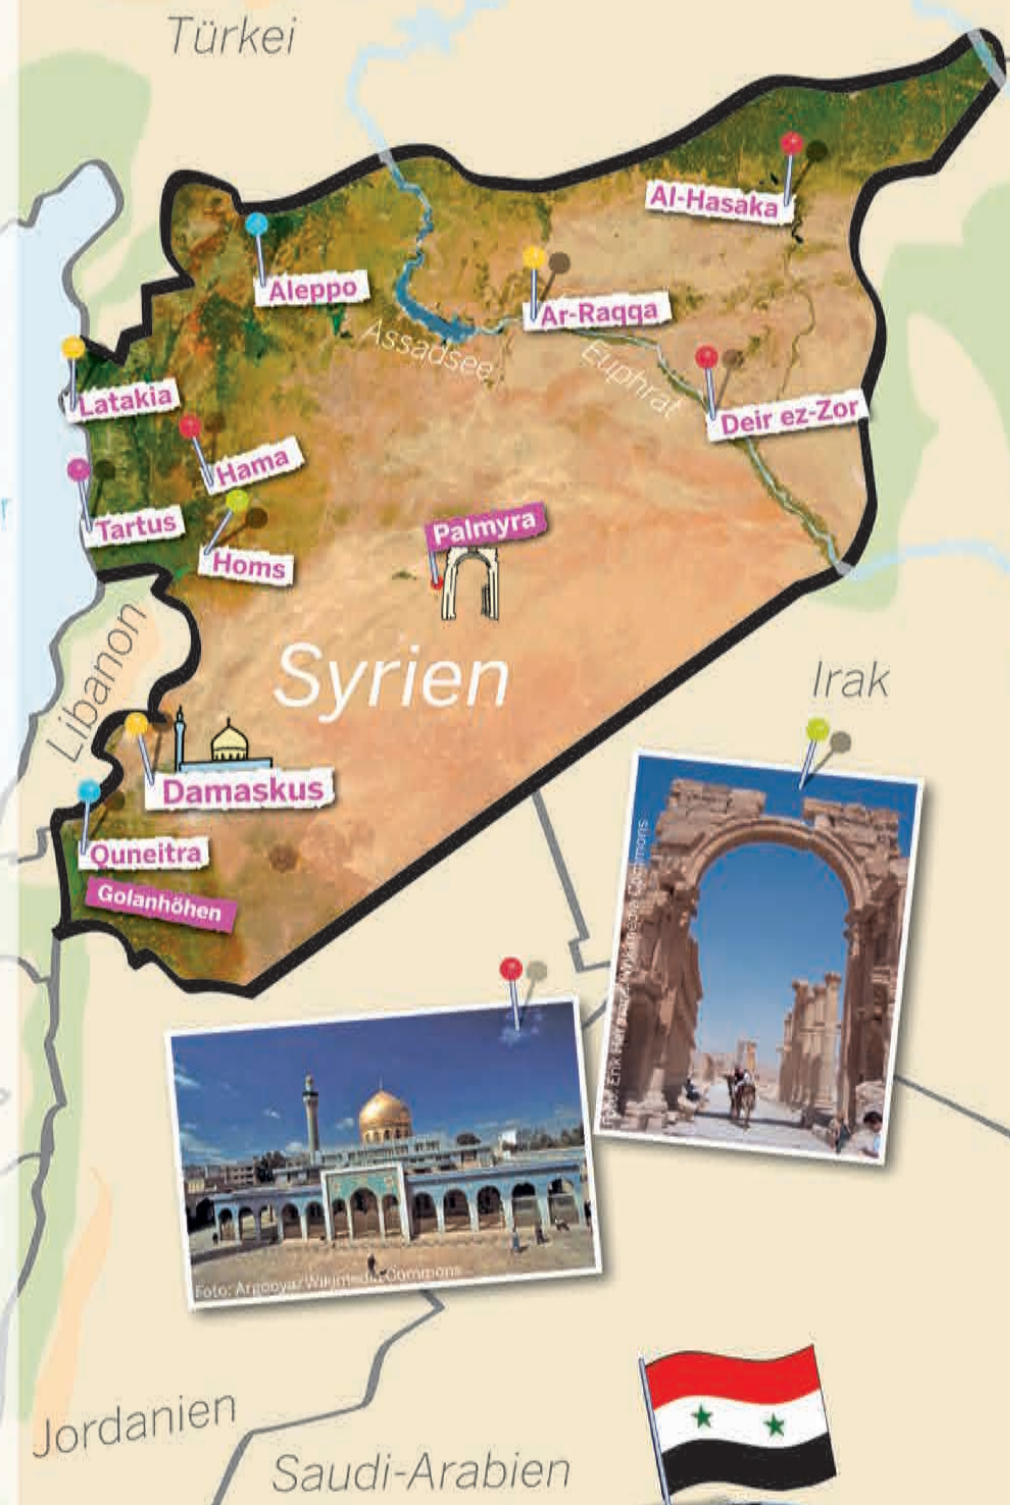 Türkei
Al-Hasaka
Aleppo
Ar-Raqqa
Assadsee
Euphrat
Latakia
Deir ez-Zor
Hama
Tartus
Palmyra
Homs
Libanon
Syrien
Irak
Damaskus
Quneitra
Golanhöhen
Foto: Argooya/Wikimedia Commons
Jordanien
Saudi-Arabien